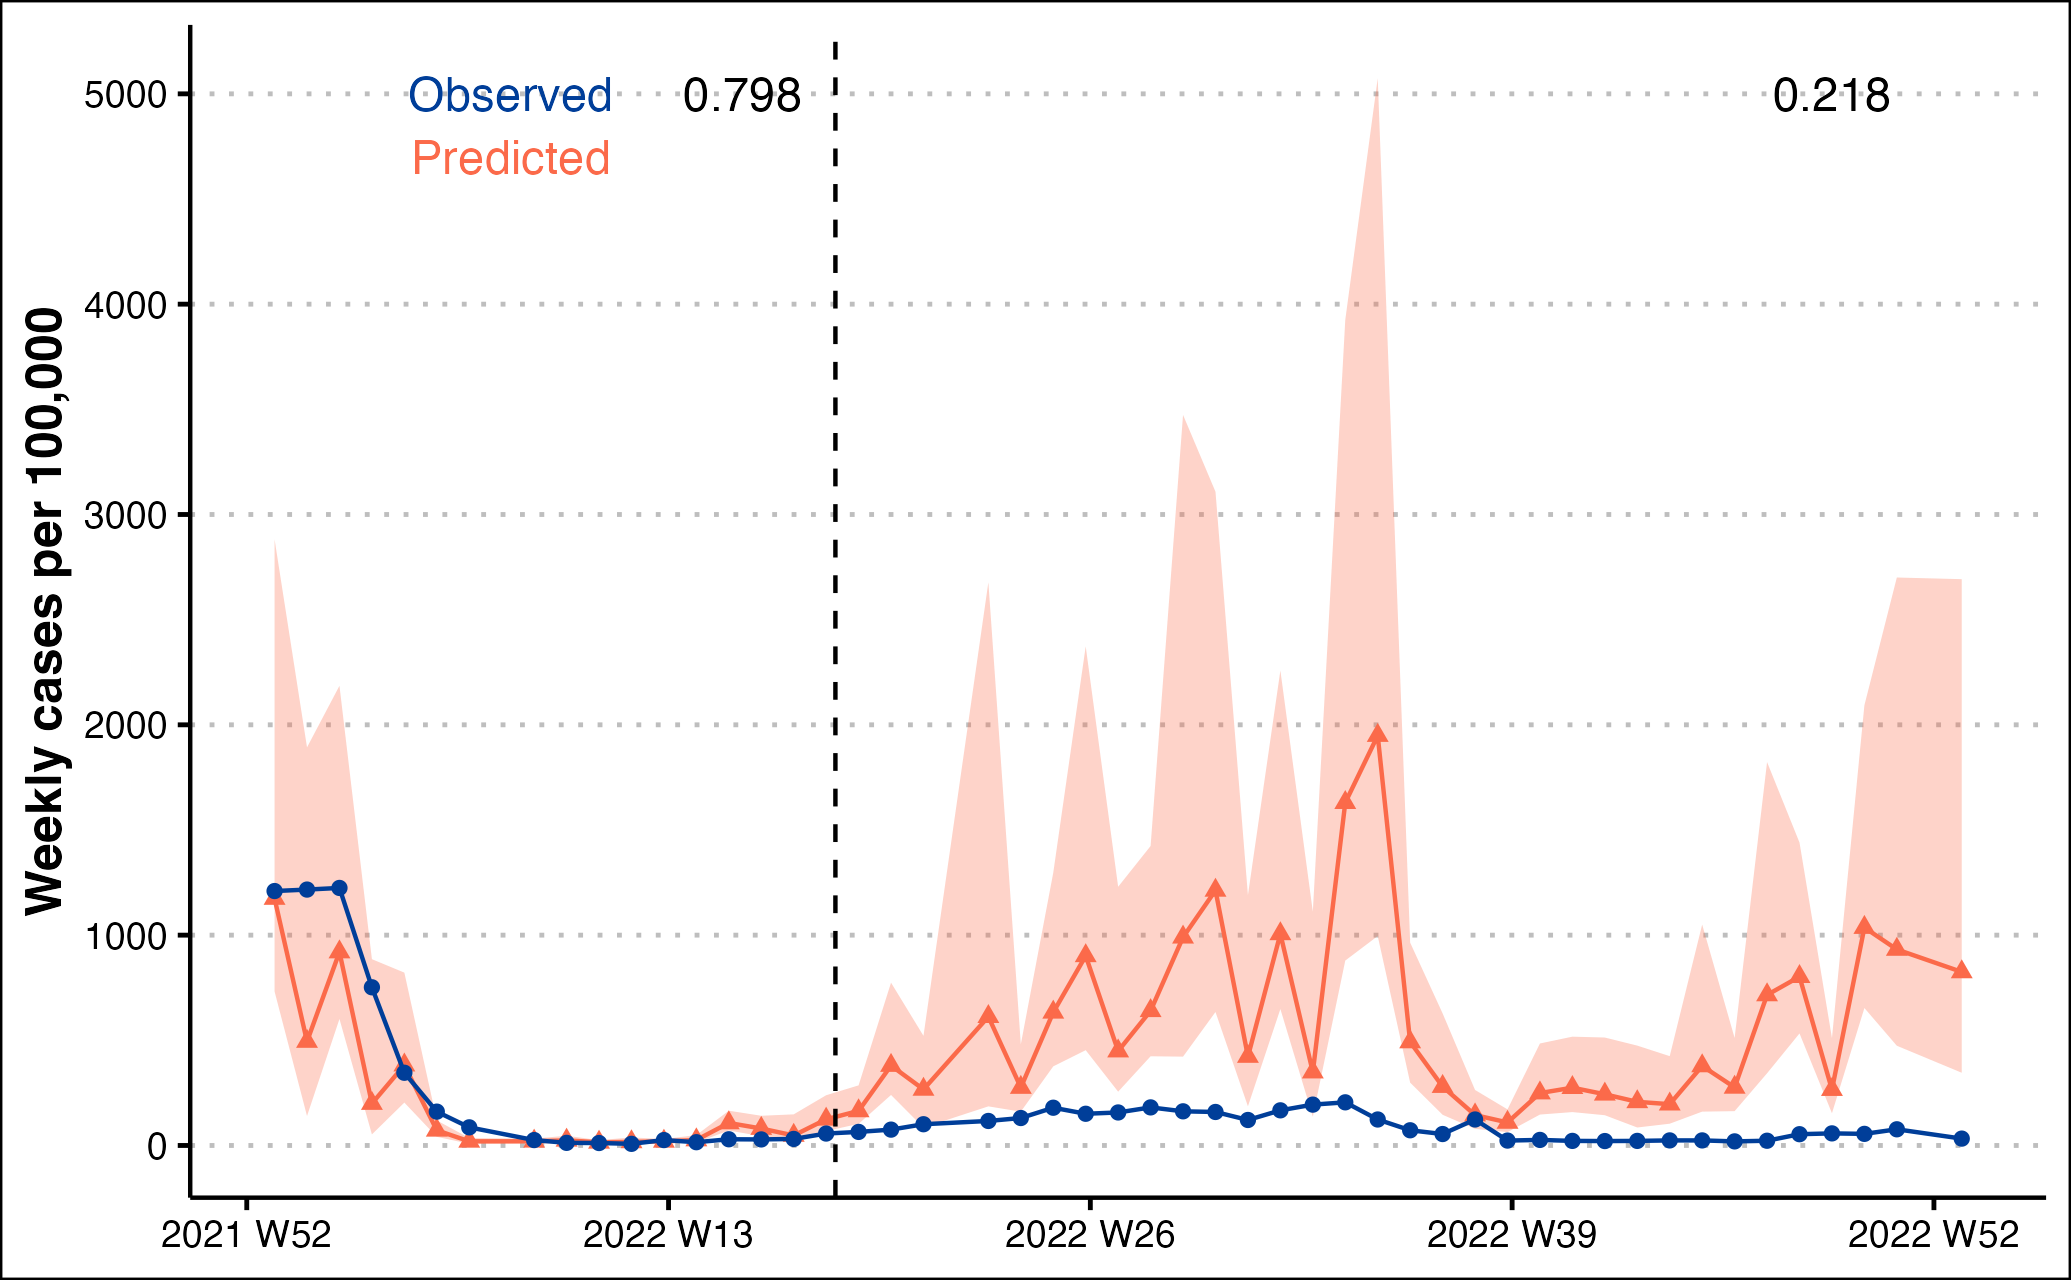 Weekly cases per 100,000
5000
4000
3000
2000
1000
0
Observed
Predicted
0.798
0.218
2021 W52
2022 W13
2022 W26
2022 W39
2022 W52